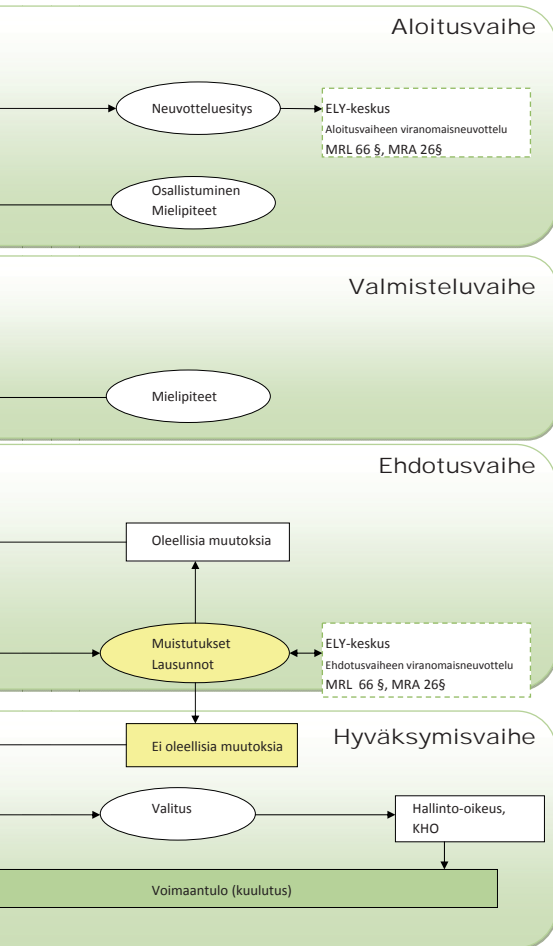 Aloitusvaihe
Neuvotteluesitys
ELY-keskus
Aloitusvaiheen viranomaisneuvottelu
MRL 66 §, MRA 26§
Osallistuminen
Mielipiteet
Valmisteluvaihe
Mielipiteet
Ehdotusvaihe
Oleellisia muutoksia
Muistutukset
Lausunnot
ELY-keskus
Ehdotusvaiheen viranomaisneuvottelu
MRL 66 §, MRA 26§
Hyväksymisvaihe
Ei oleellisia muutoksia
Valitus
Hallinto-oikeus,
KHO
Voimaantulo (kuulutus)